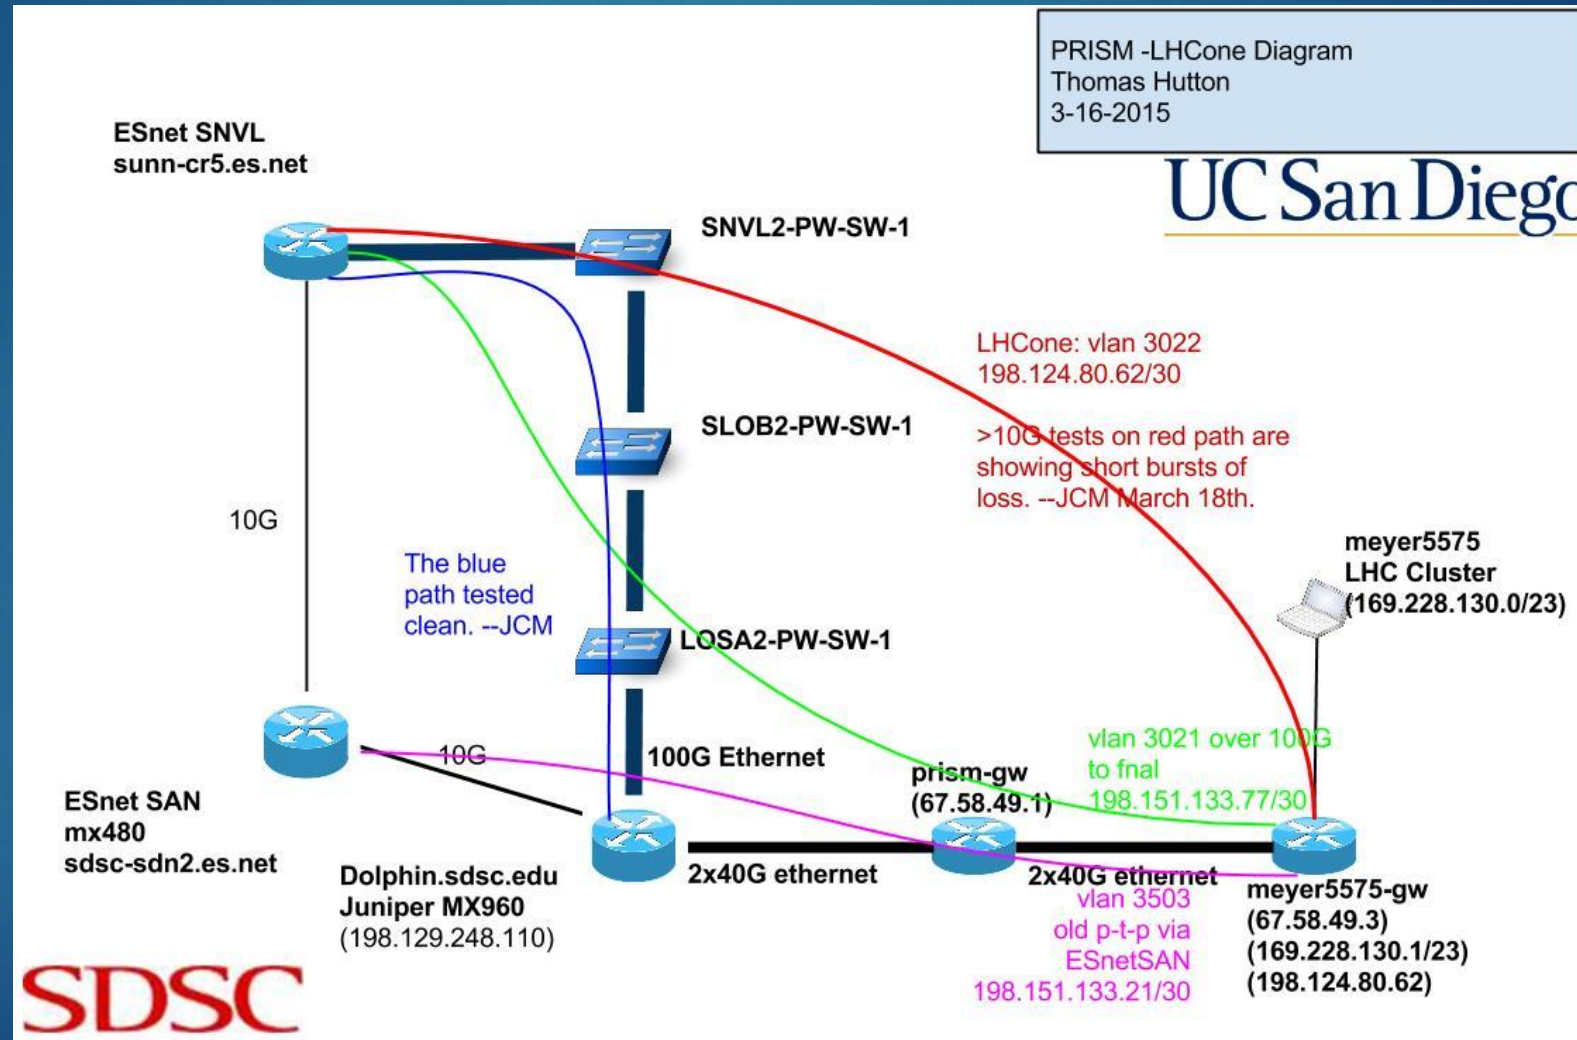 PRISM -LHCone Diagram
Thomas Hutton
3-16-2015
UC San Diego
ESnet SNVL
sunn-cr5.es.net
SNVL2-PW-SW-1
LHCone: vlan 3022
198.124.80.62/30
SLOB2-PW-SW-1
>10G tests on red path are
showing short bursts of
loss. --JCM March 18th.
10G
The blue
path tested
clean. --JCM
meyer5575
LHC Cluster
(169.228.130.0/23)
LOSA2-PW-SW-1
10G
100G Ethernet
vlan 3021 over 100G
to fnal
198.151.133.77/30
prism-gw
(67.58.49.1)
ESnet SAN
mx480
sdsc-sdn2.es.net
Dolphin.sdsc.edu
Juniper MX960
(198.129.248.110)
2x40G ethernet
2x40G ethernet
vlan 3503
old p-t-p via
ESnetSAN
198.151.133.21/30
meyer5575-gw
(67.58.49.3)
(169.228.130.1/23)
(198.124.80.62)
SDSC